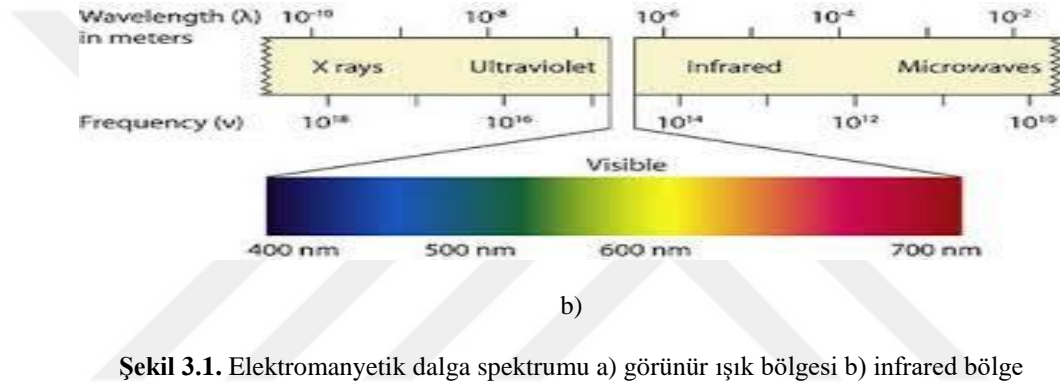 Wavelength (λ) 10⁻¹⁰ 10⁻⁸ 10⁻⁶ 10⁻⁴ 10⁻²
in meters
X rays Ultraviolet Infrared Microwaves
Frequency (ν) 10¹⁸ 10¹⁶ 10¹⁴ 10¹² 10¹⁰
Visible
400 nm 500 nm 600 nm 700 nm
b)
Şekil 3.1. Elektromanyetik dalga spektrumu a) görünür ışık bölgesi b) infrared bölge